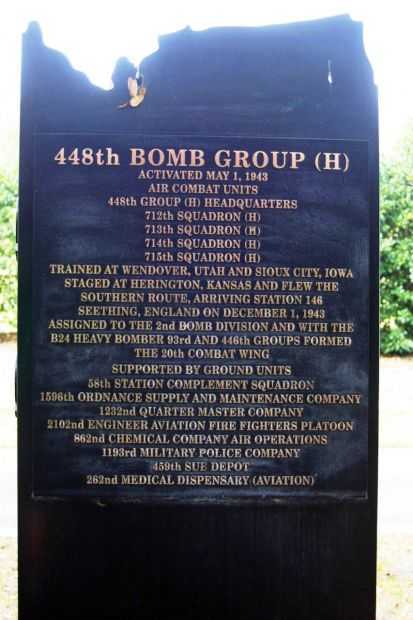 448th BOMB GROUP (H)
ACTIVATED MAY 1, 1943
AIR COMBAT UNITS
448th GROUP (H) HEADQUARTERS
712th SQUADRON (H)
713th SQUADRON (H)
714th SQUADRON (H)
715th SQUADRON (H)
TRAINED AT WENDOVER, UTAH AND SIOUX CITY, IOWA
STAGED AT HERINGTON, KANSAS AND FLEW THE
SOUTHERN ROUTE, ARRIVING STATION 146
SEETHING, ENGLAND ON DECEMBER 1, 1943
ASSIGNED TO THE 2nd BOMB DIVISION AND WITH THE
B24 HEAVY BOMBER 93rd AND 446th GROUPS FORMED
THE 20th COMBAT WING
SUPPORTED BY GROUND UNITS
58th STATION COMPLEMENT SQUADRON
1596th ORDNANCE SUPPLY AND MAINTENANCE COMPANY
1232nd QUARTER MASTER COMPANY
2102nd ENGINEER AVIATION FIRE FIGHTERS PLATOON
862nd CHEMICAL COMPANY AIR OPERATIONS
1193rd MILITARY POLICE COMPANY
459th SUB DEPOT
262nd MEDICAL DISPENSARY (AVIATION)